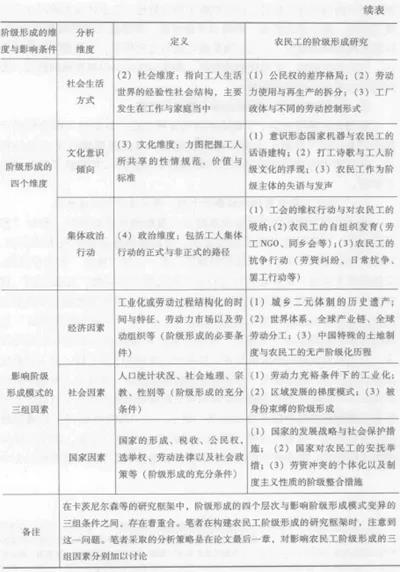 续表
阶级形成的维
度与影响条件
分析
维度
定义
农民工的阶级形成研究
阶级形成的
四个维度
社会生活
方式
(2) 社会维度：指向工人生活
世界的经验性社会结构，主要
发生在工作与家庭当中
(1) 公民权的差序格局；(2) 劳动
力使用与再生产的拆分；(3) 工厂
政体与不同的劳动控制形式
文化意识
倾向
(3) 文化维度：力图把握工人
所共享的性情规范、价值与
标准
(1) 意识形态国家机器与农民工的
话语建构；(2) 打工诗歌与工人阶
级文化的浮现；(3) 农民工作为阶
级主体的失语与发声
集体政治
行动
(4) 政治维度：包括工人集体
行动的正式与非正式的路径
(1) 工会的维权行动与对农民工的
吸纳；(2)农民工的自组织发育(劳
工NGO、同乡会等)；(3)农民工的
抗争行动（劳资纠纷、日常抗争、
罢工行动等）
影响阶级
形成模式的
三组因素
经济因素
工业化或劳动过程结构化的时
间与特征、劳动力市场以及劳
动组织等（阶级形成的必要条
件）
(1) 城乡二元体制的历史遗产；
(2) 世界体系、全球产业链、全球
劳动分工；(3) 中国特殊的土地制
度与农民工的无产阶级化历程
社会因素
人口统计状况、社会地理、宗
教、性别等（阶级形成的充分
条件）
(1) 劳动力充裕条件下的工业化；
(2) 区域发展的梯度模式；(3) 被
身份束缚的阶级形成
国家因素
国家的形成、税收、公民权，
选举权、劳动法律以及社会政
策等（阶级形成的充分条件）
(1) 国家的发展战略与社会保护措
施；(2) 国家对农民工的安抚举
措；(3) 劳资冲突的个体化以及制
度主义性质的阶级整合措施
备注
在卡茨尼尔森等的研究框架中，阶级形成的四个层次与影响阶级形成模式变异的
三组条件之间，存在着重合。笔者在构建农民工阶级形成的研究框架时，注意到
这一问题。笔者采取的分析策略是在论文最后一章，对影响农民工阶级形成的三
组因素分别加以讨论